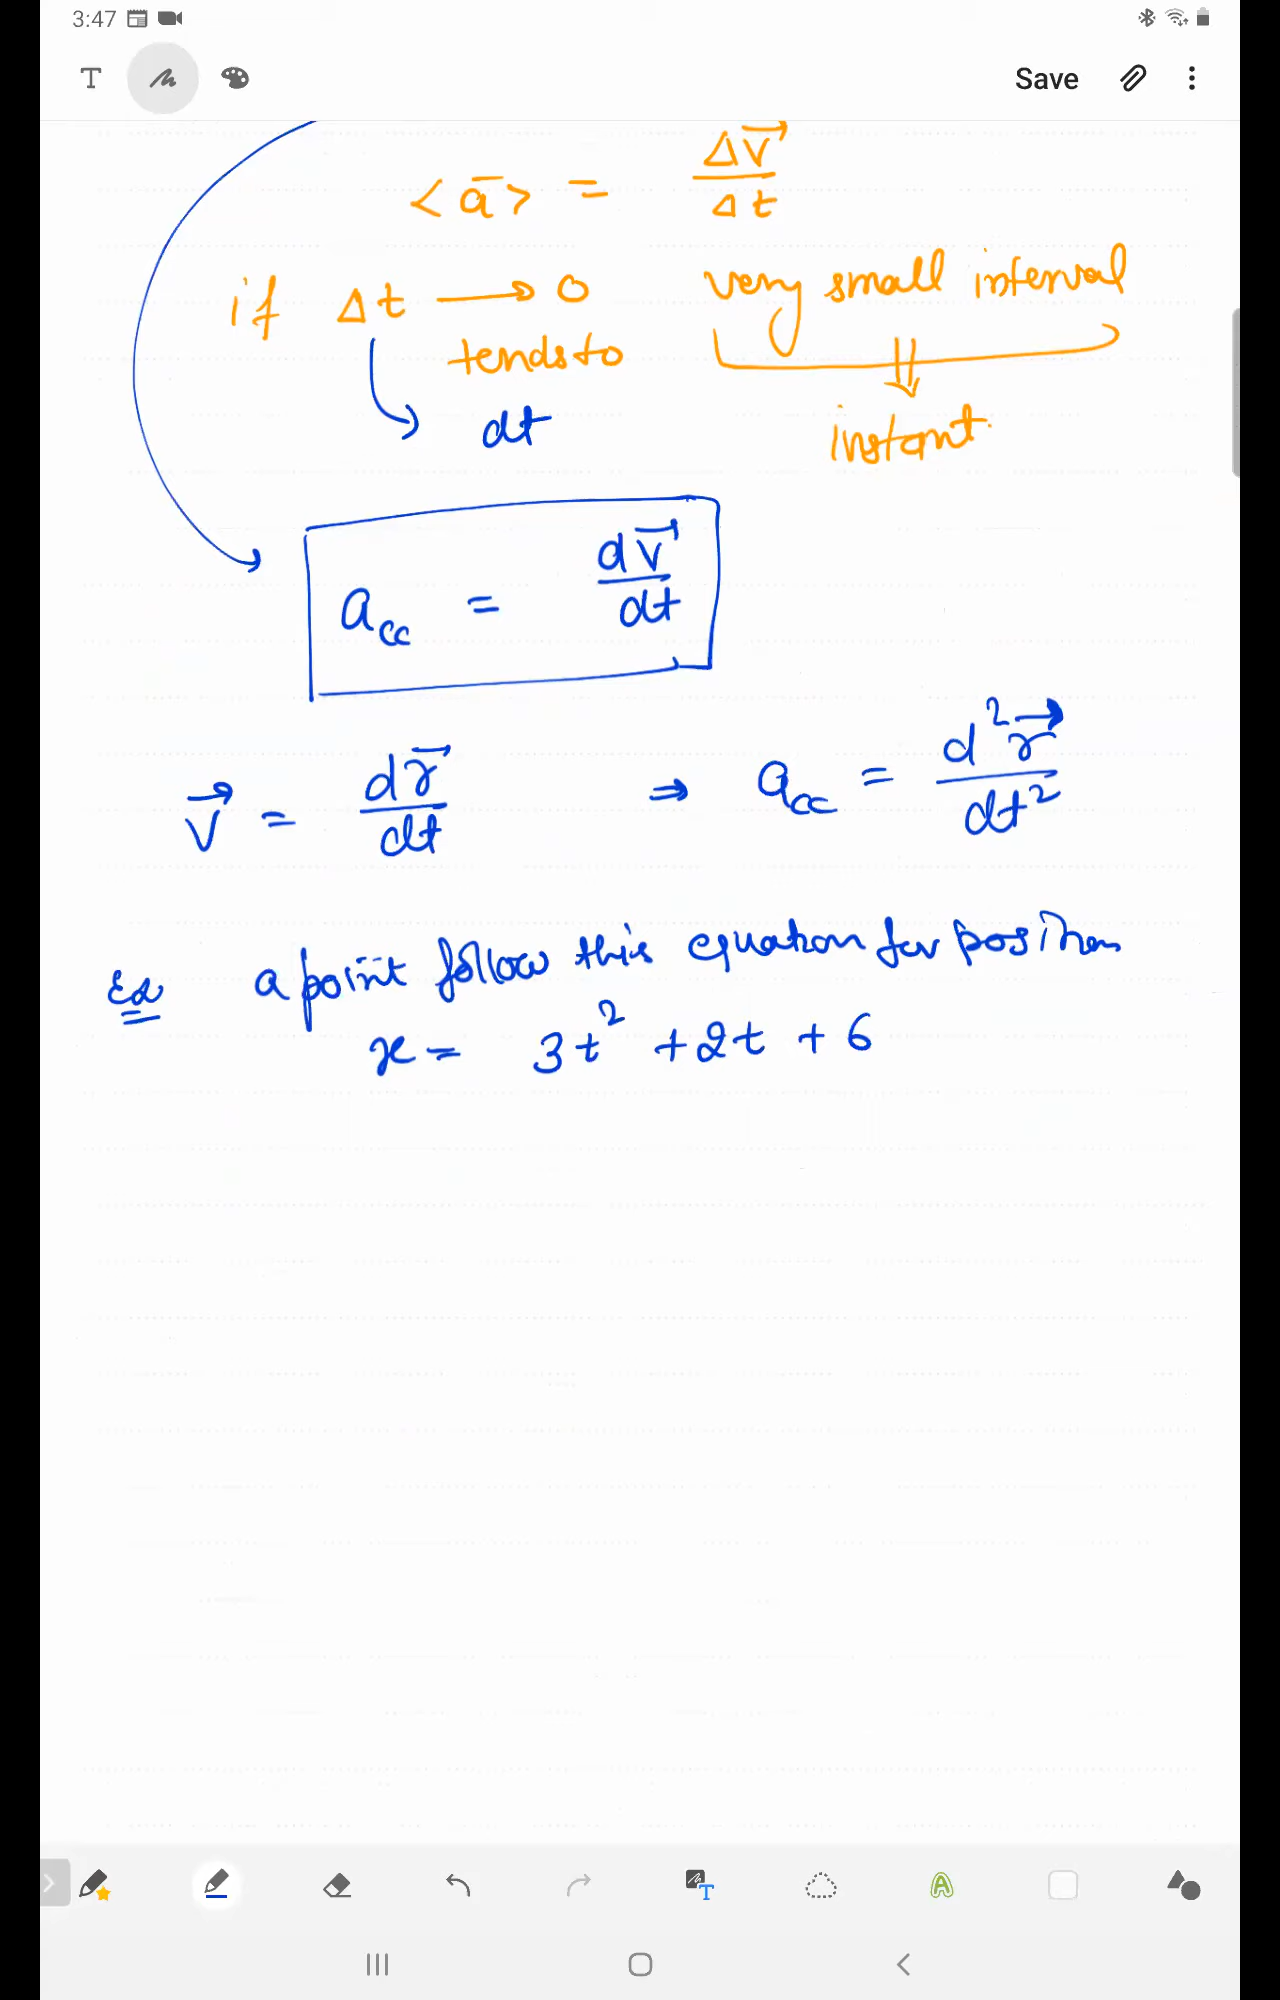 3:47
T
Save
<a̅> = Δv⃗/Δt
if Δt → 0 very small interval
tends to
dt
instant
a_cc = dv⃗/dt
v⃗ = dr⃗/dt ⇒ a_cc = d²r⃗/dt²
Ex a point follow this equation for position
x = 3t² + 2t + 6